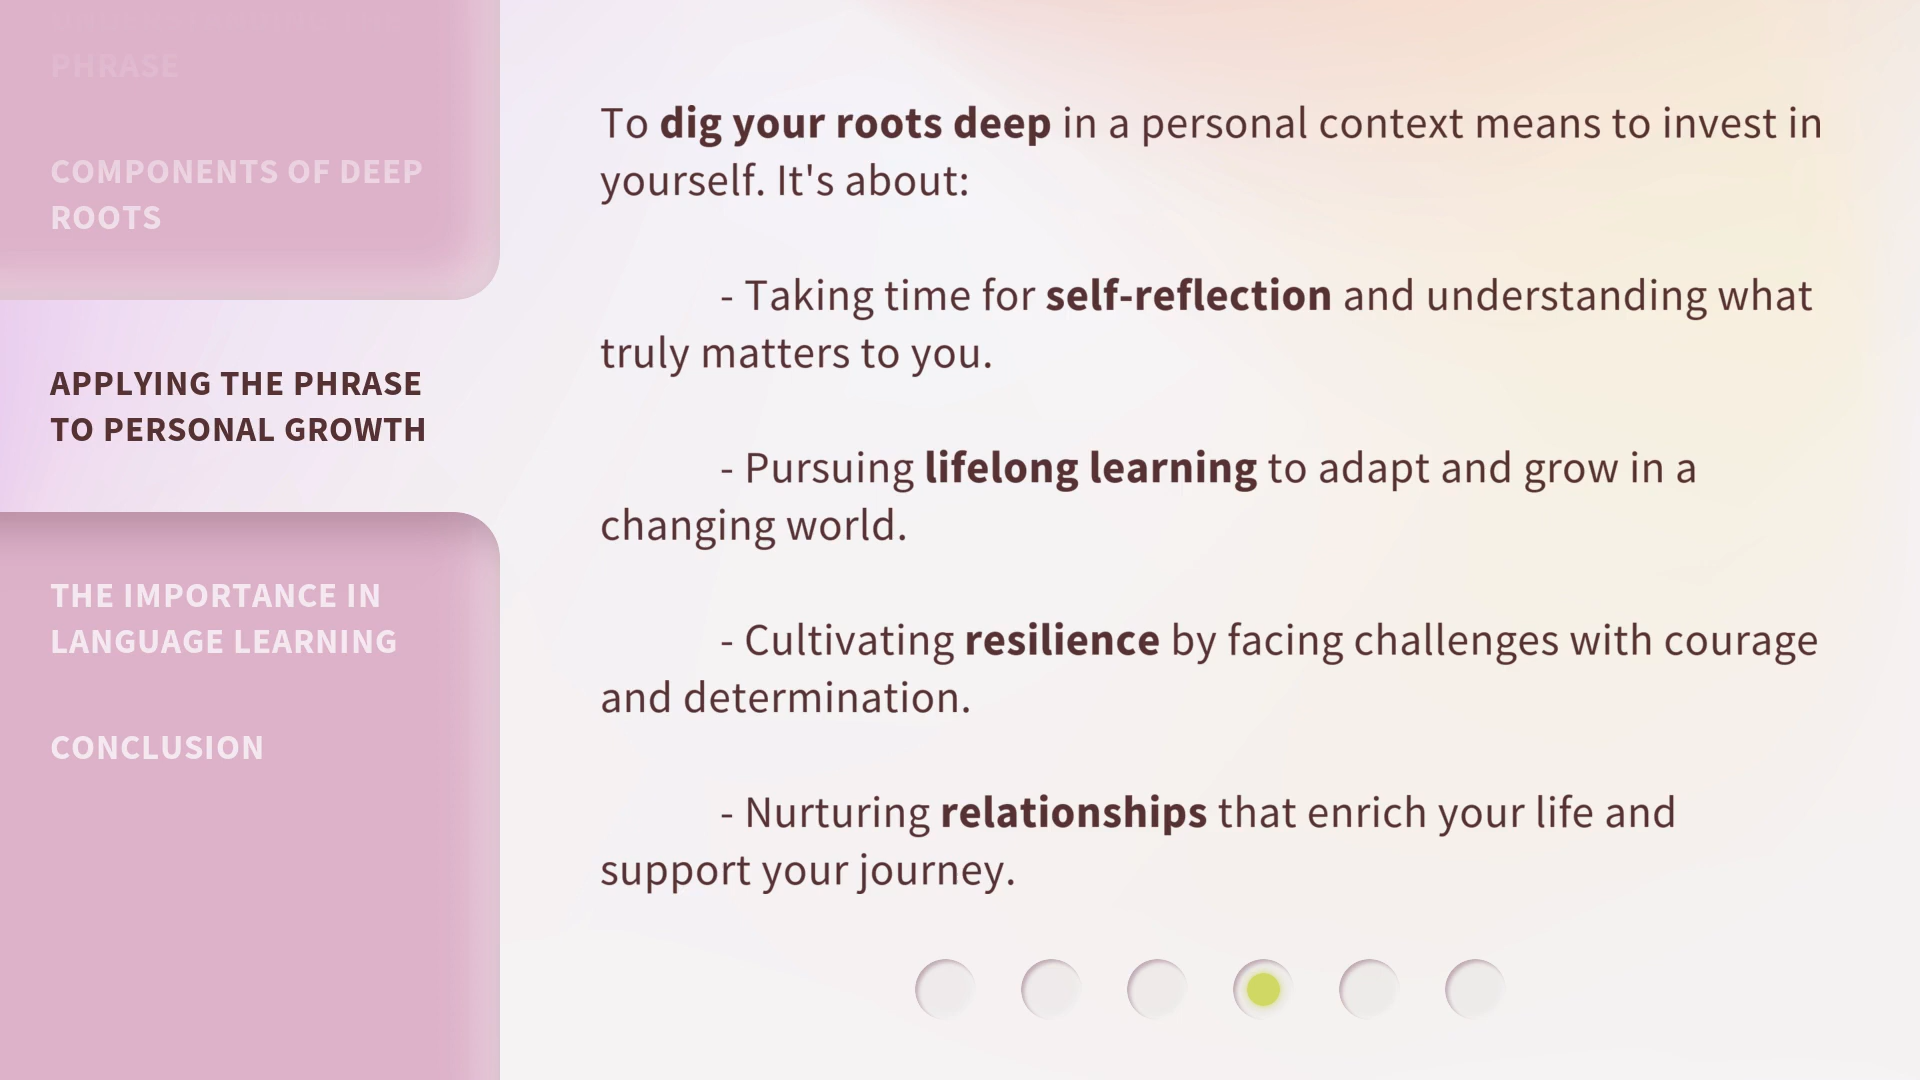 PHRASE
COMPONENTS OF DEEP
ROOTS
APPLYING THE PHRASE
TO PERSONAL GROWTH
THE IMPORTANCE IN
LANGUAGE LEARNING
CONCLUSION
To dig your roots deep in a personal context means to invest in
yourself. It's about:
- Taking time for self-reflection and understanding what
truly matters to you.
- Pursuing lifelong learning to adapt and grow in a
changing world.
- Cultivating resilience by facing challenges with courage
and determination.
- Nurturing relationships that enrich your life and
support your journey.